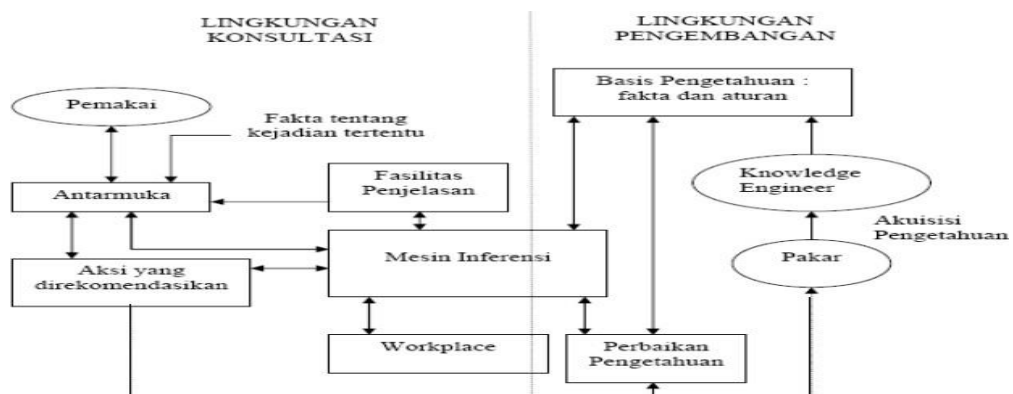 LINGKUNGAN
KONSULTASI
LINGKUNGAN
PENGEMBANGAN
Basis Pengetahuan :
fakta dan aturan
Pemakai
Fakta tentang
kejadian tertentu
Fasilitas
Penjelasan
Knowledge
Engineer
Antarmuka
Akuisisi
Pengetahuan
Mesin Inferensi
Pakar
Aksi yang
direkomendasikan
Workplace
Perbaikan
Pengetahuan